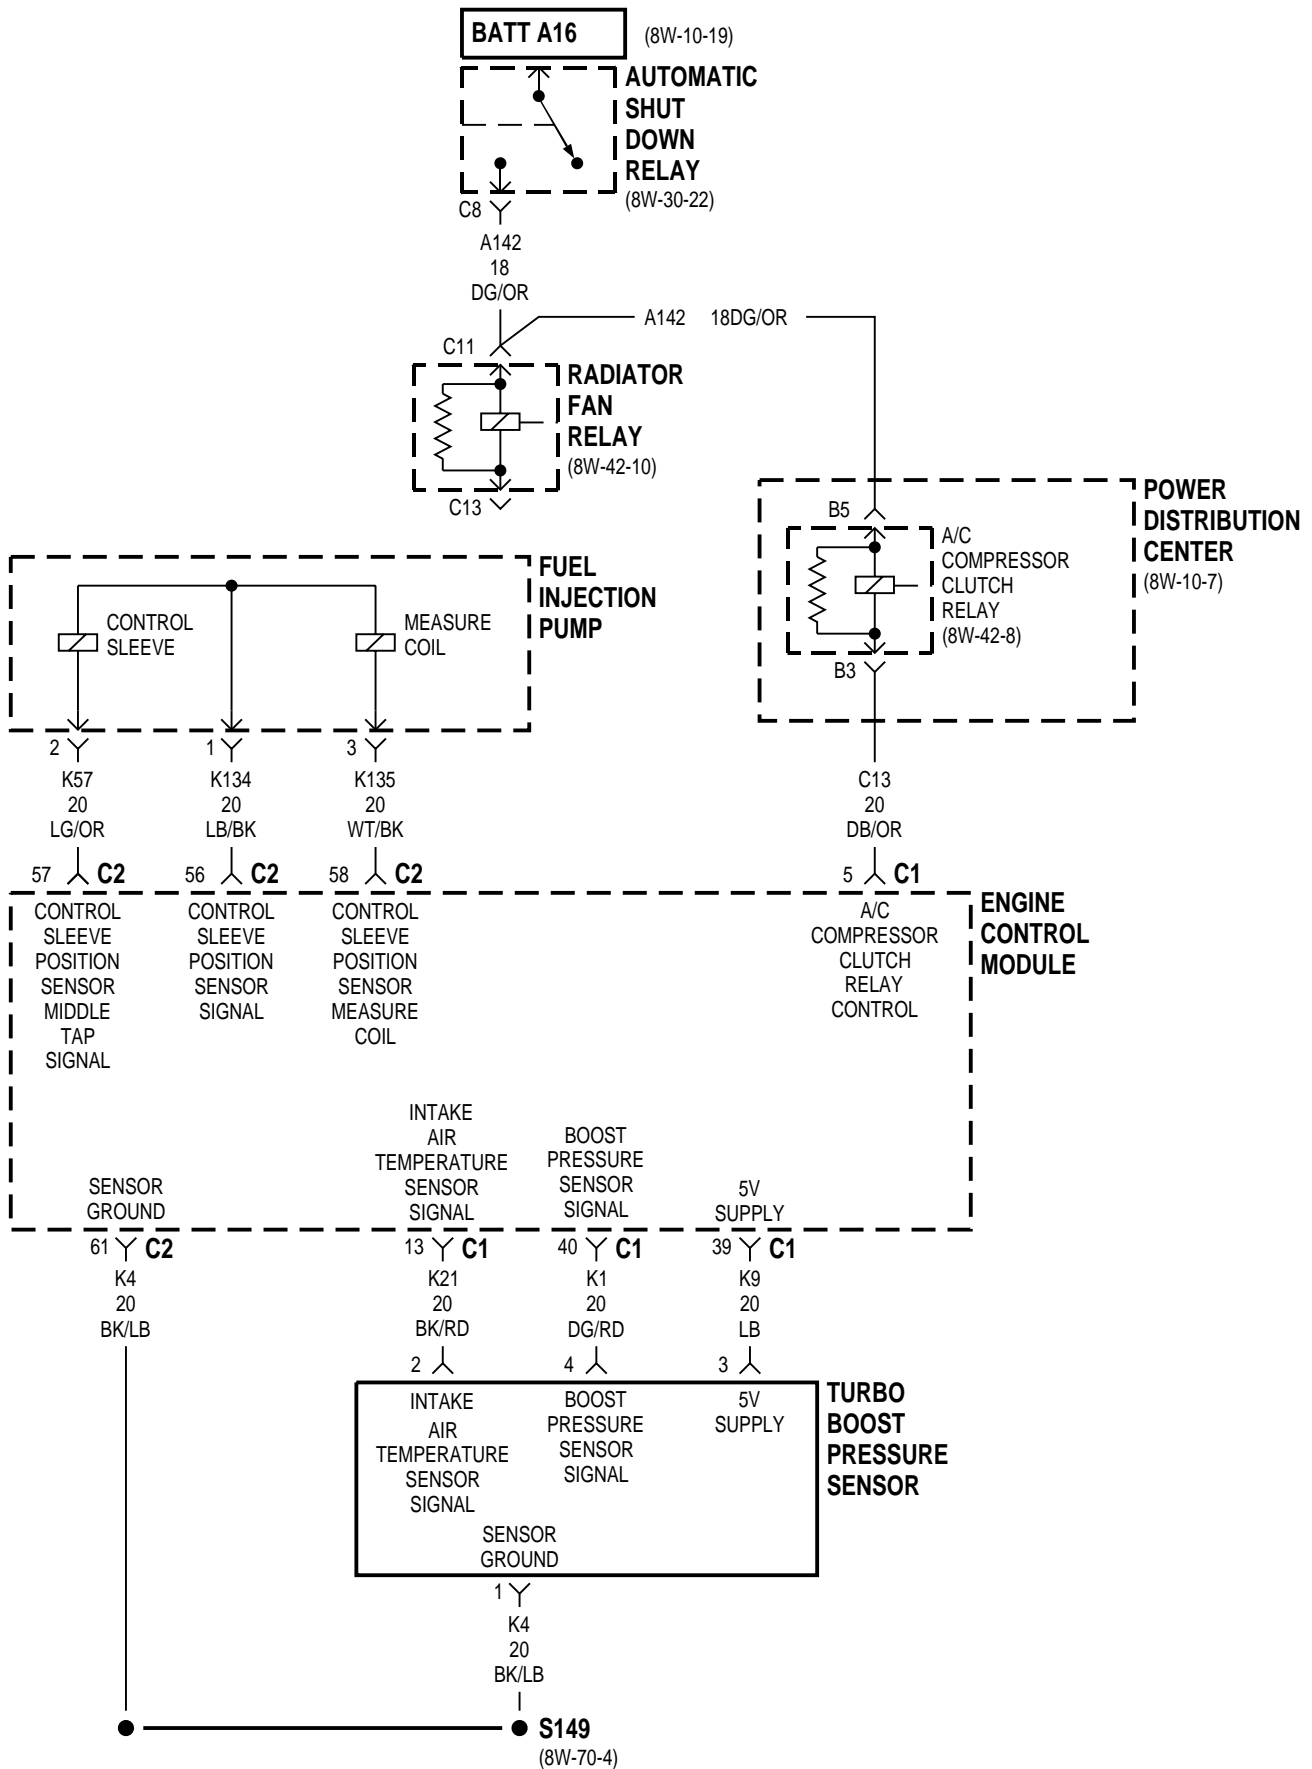 BATT A16
(8W-10-19)
AUTOMATIC
SHUT
DOWN
RELAY
(8W-30-22)
C8
A142
18
DG/OR
A142 18DG/OR
C11
RADIATOR
FAN
RELAY
(8W-42-10)
C13
POWER
DISTRIBUTION
CENTER
(8W-10-7)
B5
A/C
COMPRESSOR
CLUTCH
RELAY
(8W-42-8)
B3
FUEL
INJECTION
PUMP
CONTROL
SLEEVE
MEASURE
COIL
2
1
3
K57
20
LG/OR
K134
20
LB/BK
K135
20
WT/BK
C13
20
DB/OR
57 C2
56 C2
58 C2
5 C1
ENGINE
CONTROL
MODULE
CONTROL
SLEEVE
POSITION
SENSOR
MIDDLE
TAP
SIGNAL
CONTROL
SLEEVE
POSITION
SENSOR
SIGNAL
CONTROL
SLEEVE
POSITION
SENSOR
MEASURE
COIL
A/C
COMPRESSOR
CLUTCH
RELAY
CONTROL
SENSOR
GROUND
INTAKE
AIR
TEMPERATURE
SENSOR
SIGNAL
BOOST
PRESSURE
SENSOR
SIGNAL
5V
SUPPLY
61 C2
13 C1
40 C1
39 C1
K4
20
BK/LB
K21
20
BK/RD
K1
20
DG/RD
K9
20
LB
2
4
3
TURBO
BOOST
PRESSURE
SENSOR
INTAKE
AIR
TEMPERATURE
SENSOR
SIGNAL
BOOST
PRESSURE
SENSOR
SIGNAL
5V
SUPPLY
SENSOR
GROUND
1
K4
20
BK/LB
S149
(8W-70-4)